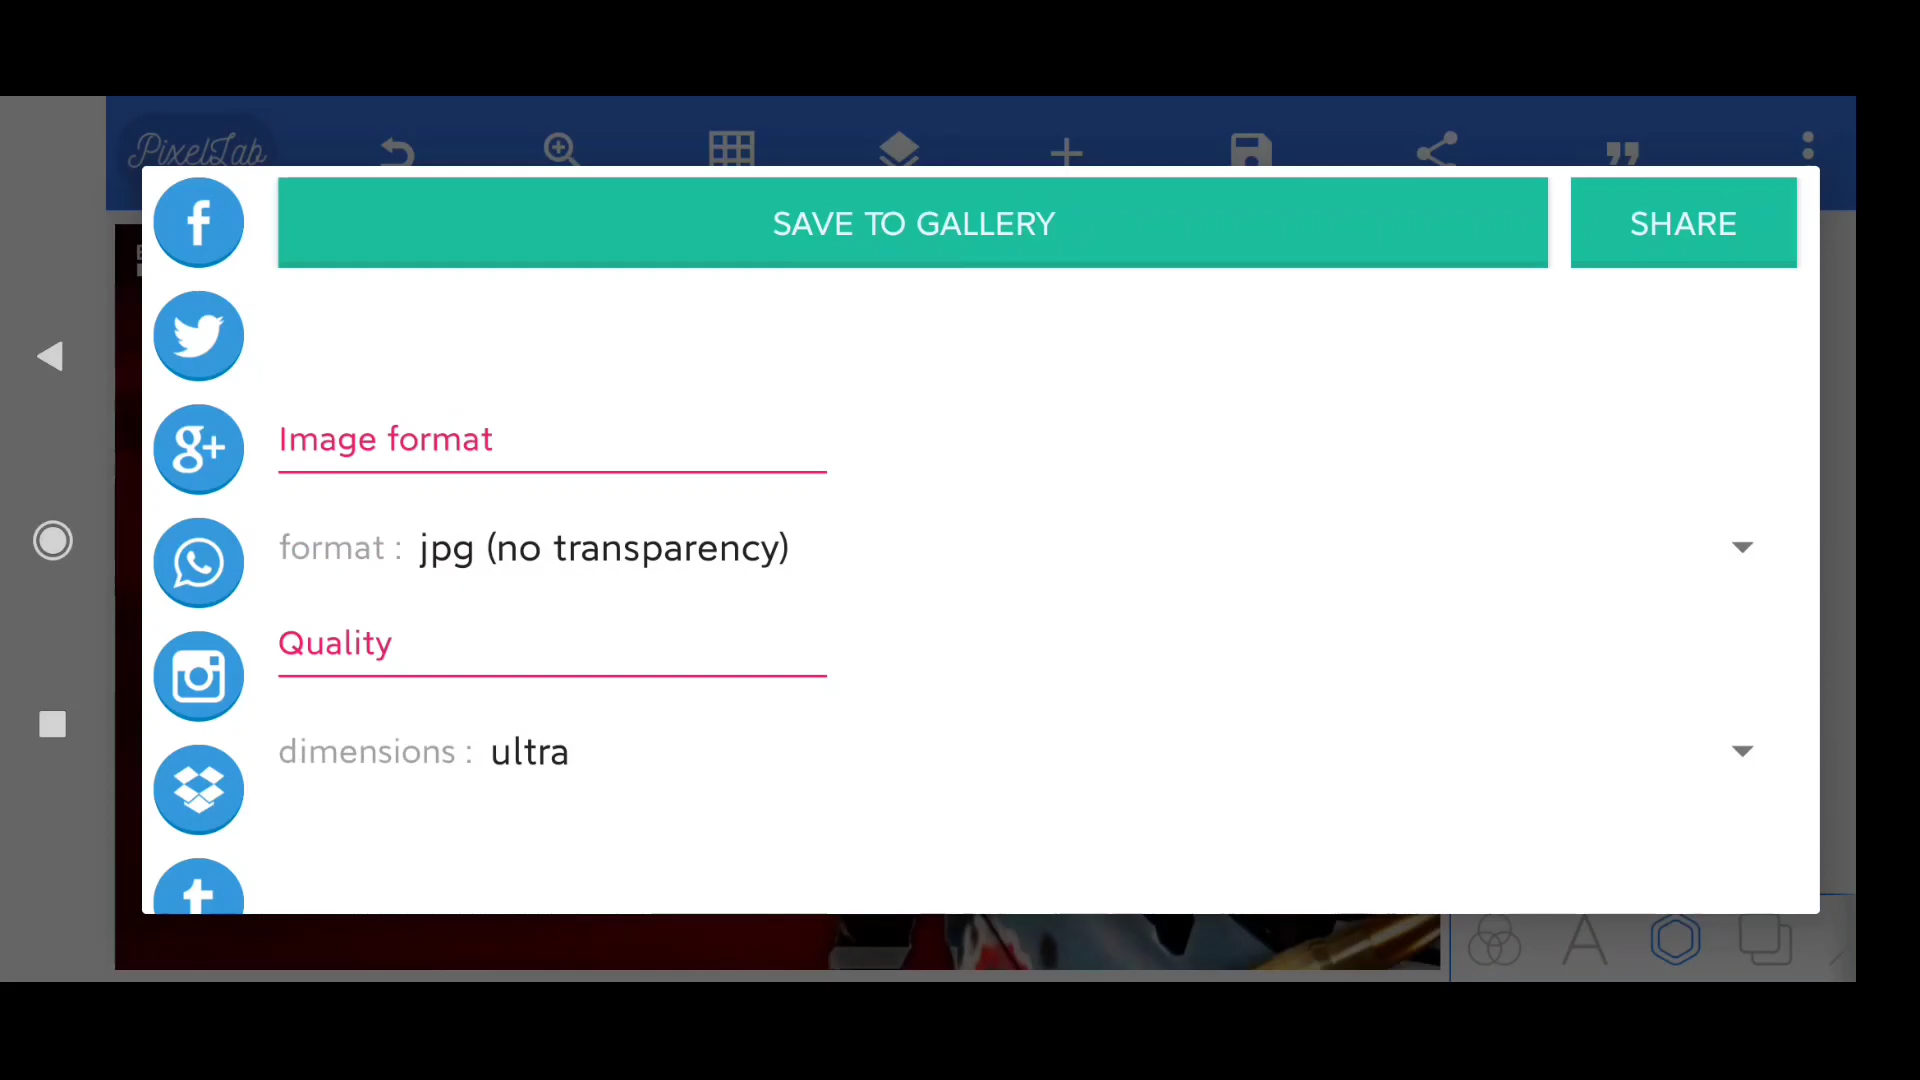 PixelLab
SAVE TO GALLERY
SHARE
Image format
format : jpg (no transparency)
Quality
dimensions : ultra